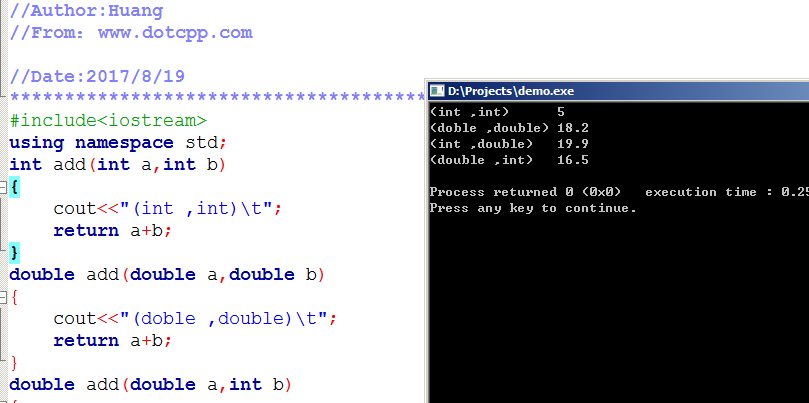 //Author:Huang
//From: www.dotcpp.com
//Date:2017/8/19
**************************************
#include<iostream>
using namespace std;
int add(int a,int b)
{
cout<<"(int ,int)\t";
return a+b;
}
double add(double a,double b)
{
cout<<"(doble ,double)\t";
return a+b;
}
double add(double a,int b)
D:\Projects\demo.exe
(int ,int) 5
(doble ,double) 18.2
(int ,double) 19.9
(double ,int) 16.5
Process returned 0 (0x0) execution time : 0.25
Press any key to continue.